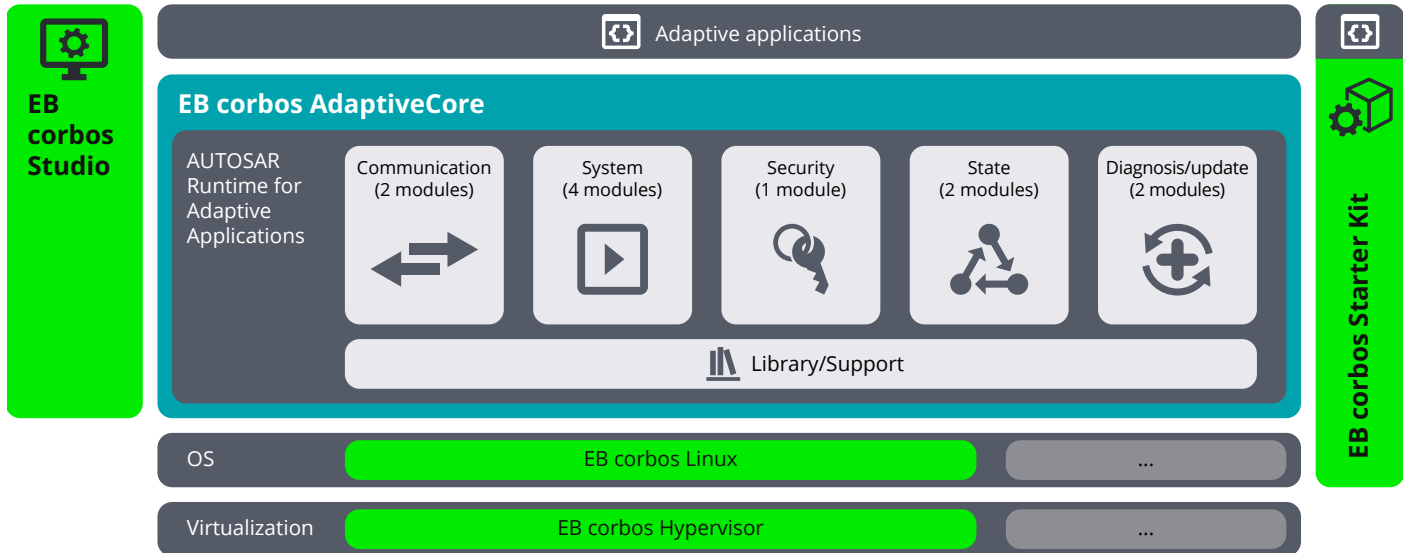 EB
corbos
Studio
Adaptive applications
EB corbos AdaptiveCore
AUTOSAR
Runtime for
Adaptive
Applications
Communication
(2 modules)
System
(4 modules)
Security
(1 module)
State
(2 modules)
Diagnosis/update
(2 modules)
Library/Support
OS
EB corbos Linux
...
Virtualization
EB corbos Hypervisor
...
EB corbos Starter Kit